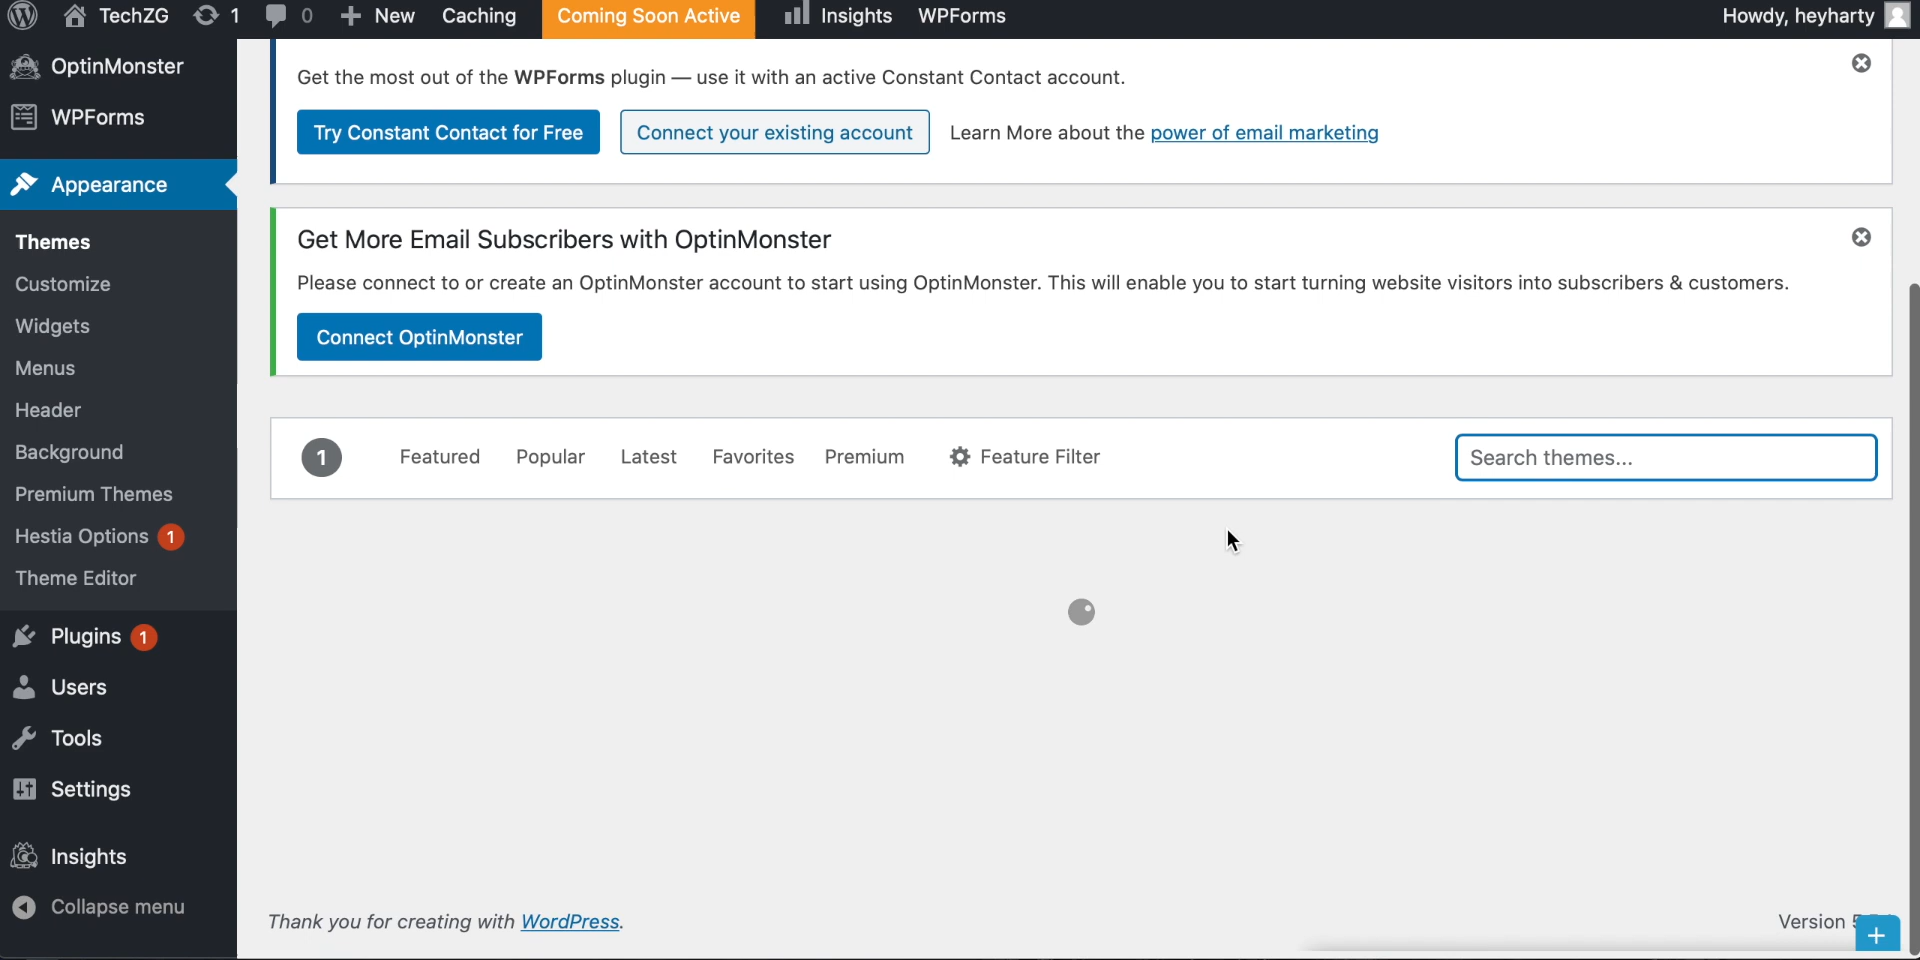 TechZG 1 0 New Caching Coming Soon Active Insights WPForms Howdy, heyharty
OptinMonster
WPForms
Appearance
Themes
Customize
Widgets
Menus
Header
Background
Premium Themes
Hestia Options 1
Theme Editor
Plugins 1
Users
Tools
Settings
Insights
Collapse menu
Get the most out of the WPForms plugin — use it with an active Constant Contact account.
Try Constant Contact for Free Connect your existing account Learn More about the power of email marketing
Get More Email Subscribers with OptinMonster
Please connect to or create an OptinMonster account to start using OptinMonster. This will enable you to start turning website visitors into subscribers & customers.
Connect OptinMonster
1 Featured Popular Latest Favorites Premium Feature Filter Search themes...
Thank you for creating with WordPress. Version
+